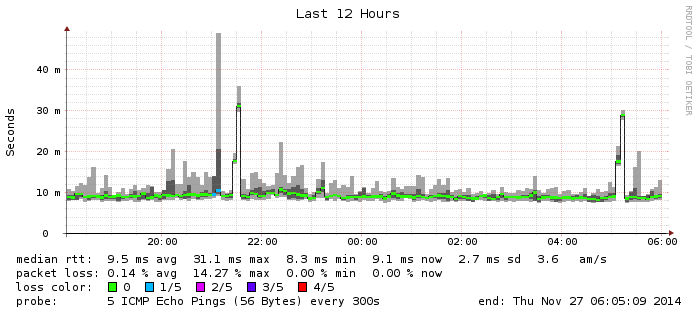 Last 12 Hours
RRDTOOL / TOBI OETIKER
Seconds
40 m
30 m
20 m
10 m
0
20:00 22:00 00:00 02:00 04:00 06:00
median rtt: 9.5 ms avg 31.1 ms max 8.3 ms min 9.1 ms now 2.7 ms sd 3.6 am/s
packet loss: 0.14 % avg 14.27 % max 0.00 % min 0.00 % now
loss color: 0 1/5 2/5 3/5 4/5
probe: 5 ICMP Echo Pings (56 Bytes) every 300s end: Thu Nov 27 06:05:09 2014